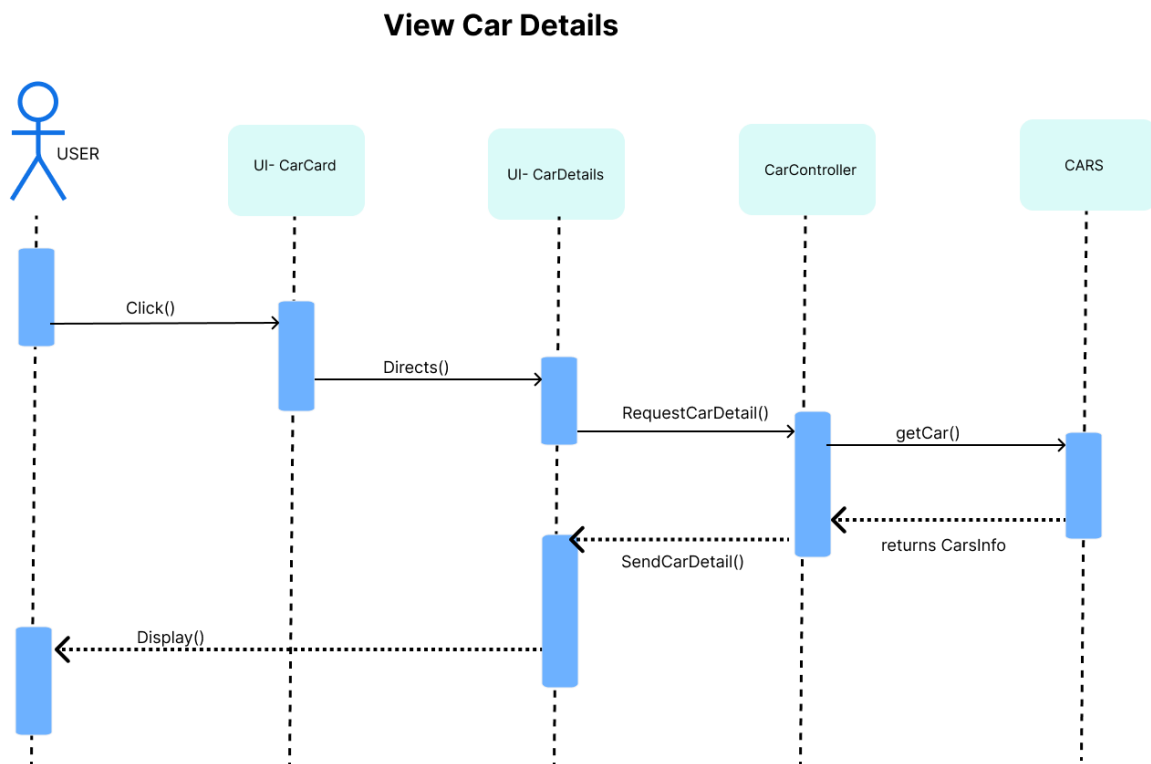 View Car Details
USER
UI- CarCard
UI- CarDetails
CarController
CARS
Click()
Directs()
RequestCarDetail()
getCar()
returns CarsInfo
SendCarDetail()
Display()